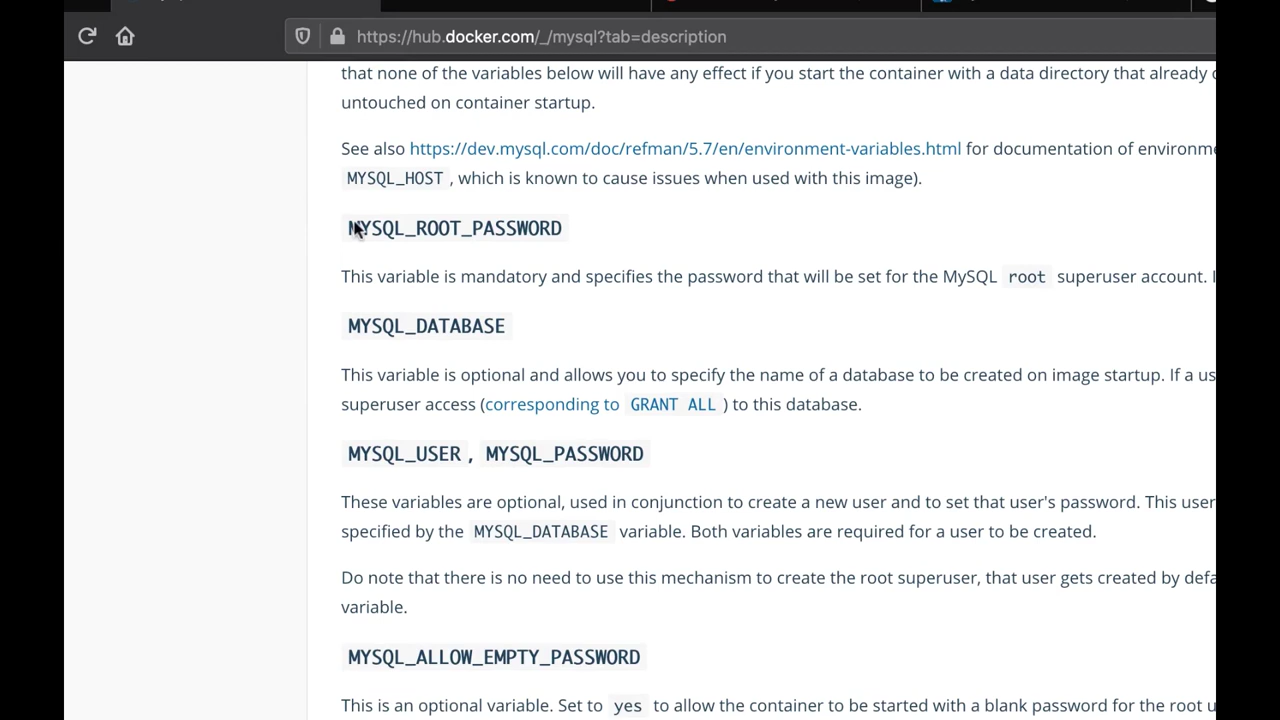 https://hub.docker.com/_/mysql?tab=description
that none of the variables below will have any effect if you start the container with a data directory that already
untouched on container startup.
See also https://dev.mysql.com/doc/refman/5.7/en/environment-variables.html for documentation of environme
MYSQL_HOST , which is known to cause issues when used with this image).
MYSQL_ROOT_PASSWORD
This variable is mandatory and specifies the password that will be set for the MySQL root superuser account. I
MYSQL_DATABASE
This variable is optional and allows you to specify the name of a database to be created on image startup. If a us
superuser access (corresponding to GRANT ALL ) to this database.
MYSQL_USER , MYSQL_PASSWORD
These variables are optional, used in conjunction to create a new user and to set that user's password. This user
specified by the MYSQL_DATABASE variable. Both variables are required for a user to be created.
Do note that there is no need to use this mechanism to create the root superuser, that user gets created by defa
variable.
MYSQL_ALLOW_EMPTY_PASSWORD
This is an optional variable. Set to yes to allow the container to be started with a blank password for the root u